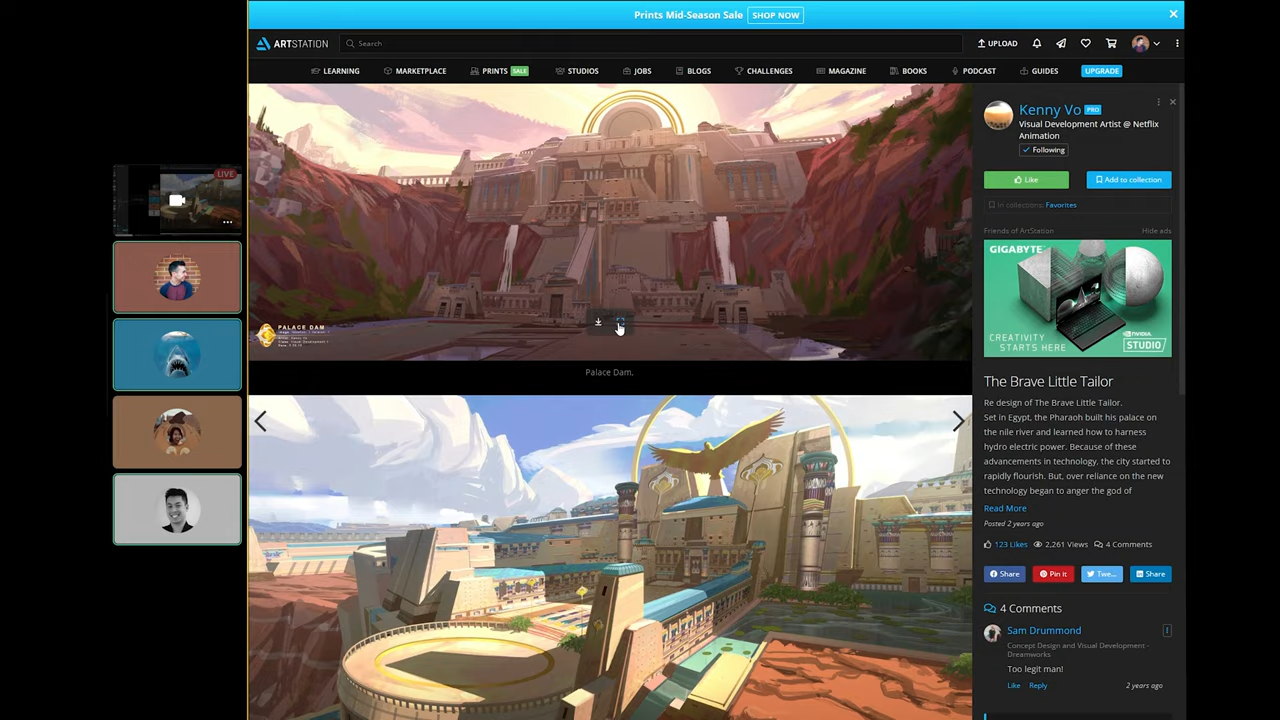 Prints Mid-Season Sale SHOP NOW
ARTSTATION Search UPLOAD
LEARNING MARKETPLACE PRINTS SALE STUDIOS JOBS BLOGS CHALLENGES MAGAZINE BOOKS PODCAST GUIDES UPGRADE
LIVE
PALACE DAM
Palace Dam,
Kenny Vo PRO
Visual Development Artist @ Netflix
Animation
Following
Like Add to collection
In collections: Favorites
Friends of ArtStation Hide ads
GIGABYTE
CREATIVITY
STARTS HERE
NVIDIA
STUDIO
The Brave Little Tailor
Re design of The Brave Little Tailor.
Set in Egypt, the Pharaoh built his palace on
the nile river and learned how to harness
hydro electric power. Because of these
advancements in technology, the city started to
rapidly flourish. But, over reliance on the new
technology began to anger the god of
Read More
Posted 2 years ago
123 Likes 2,261 Views 4 Comments
Share Pin it Twe... Share
4 Comments
Sam Drummond
Concept Design and Visual Development -
Dreamworks
Too legit man!
Like Reply 2 years ago